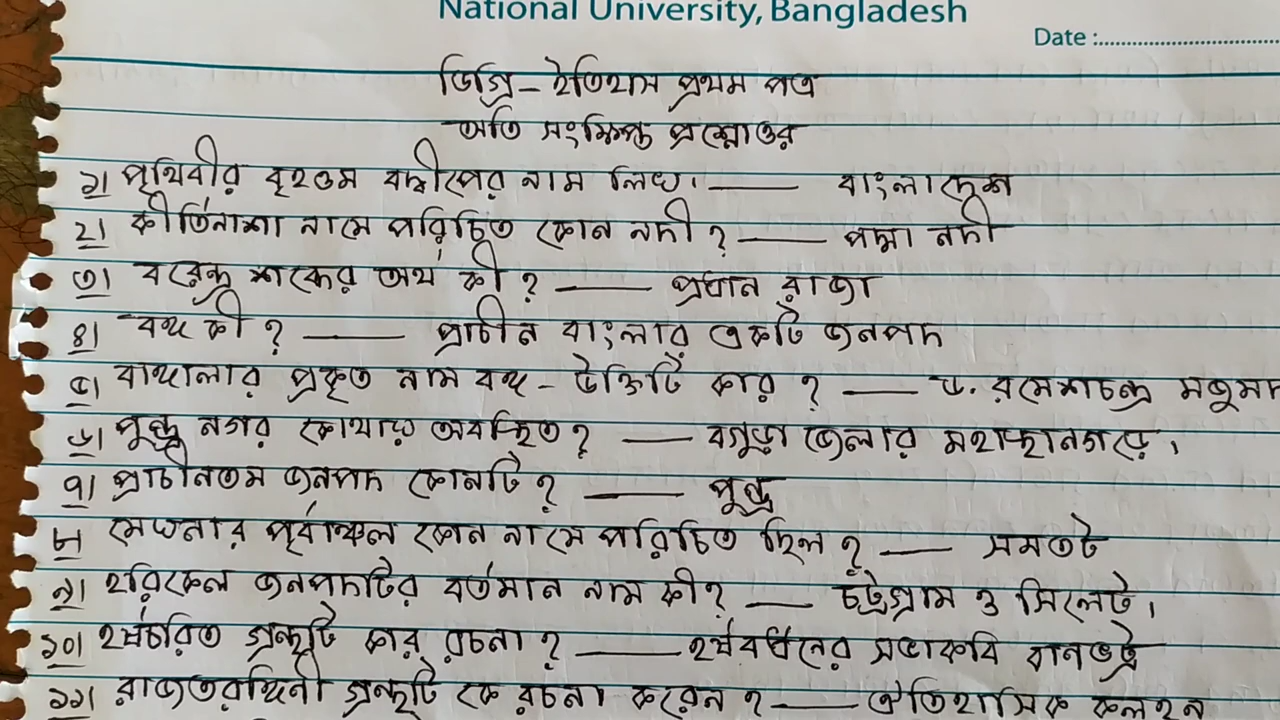 National University, Bangladesh
Date :..........................................
ডিগ্রি - ইতিহাস প্রথম পত্র
অতি সংক্ষিপ্ত প্রশ্নোত্তর
১। পৃথিবীর বৃহত্তম বদ্বীপের নাম লিখ। —— বাংলাদেশ
২। কীর্তিনাশা নামে পরিচিত কোন নদী? —— পদ্মা নদী
৩। বরেন্দ্র শব্দের অর্থ কী? —— প্রধান রাজা
৪। বঙ্গ কী? —— প্রাচীন বাংলার একটি জনপদ
৫। বাঙ্গালার প্রকৃত নাম বঙ্গ - উক্তিটি কার? —— ড. রমেশচন্দ্র মজুমদা
৬। পুন্ড্র নগর কোথায় অবস্থিত? —— বগুড়া জেলার মহাস্থানগড়ে।
৭। প্রাচীনতম জনপদ কোনটি? —— পুন্ড্র
৮। মেঘনার পূর্বাঞ্চল কোন নামে পরিচিত ছিল? —— সমতট
৯। হরিকেল জনপদটির বর্তমান নাম কী? —— চট্টগ্রাম ও সিলেট।
১০। হর্ষচরিত গ্রন্থটি কার রচনা? —— হর্ষবর্ধনের সভাকবি বানভট্ট
১১। রাজতরঙ্গিনী গ্রন্থটি কে রচনা করেন? —— ঐতিহাসিক কলহন